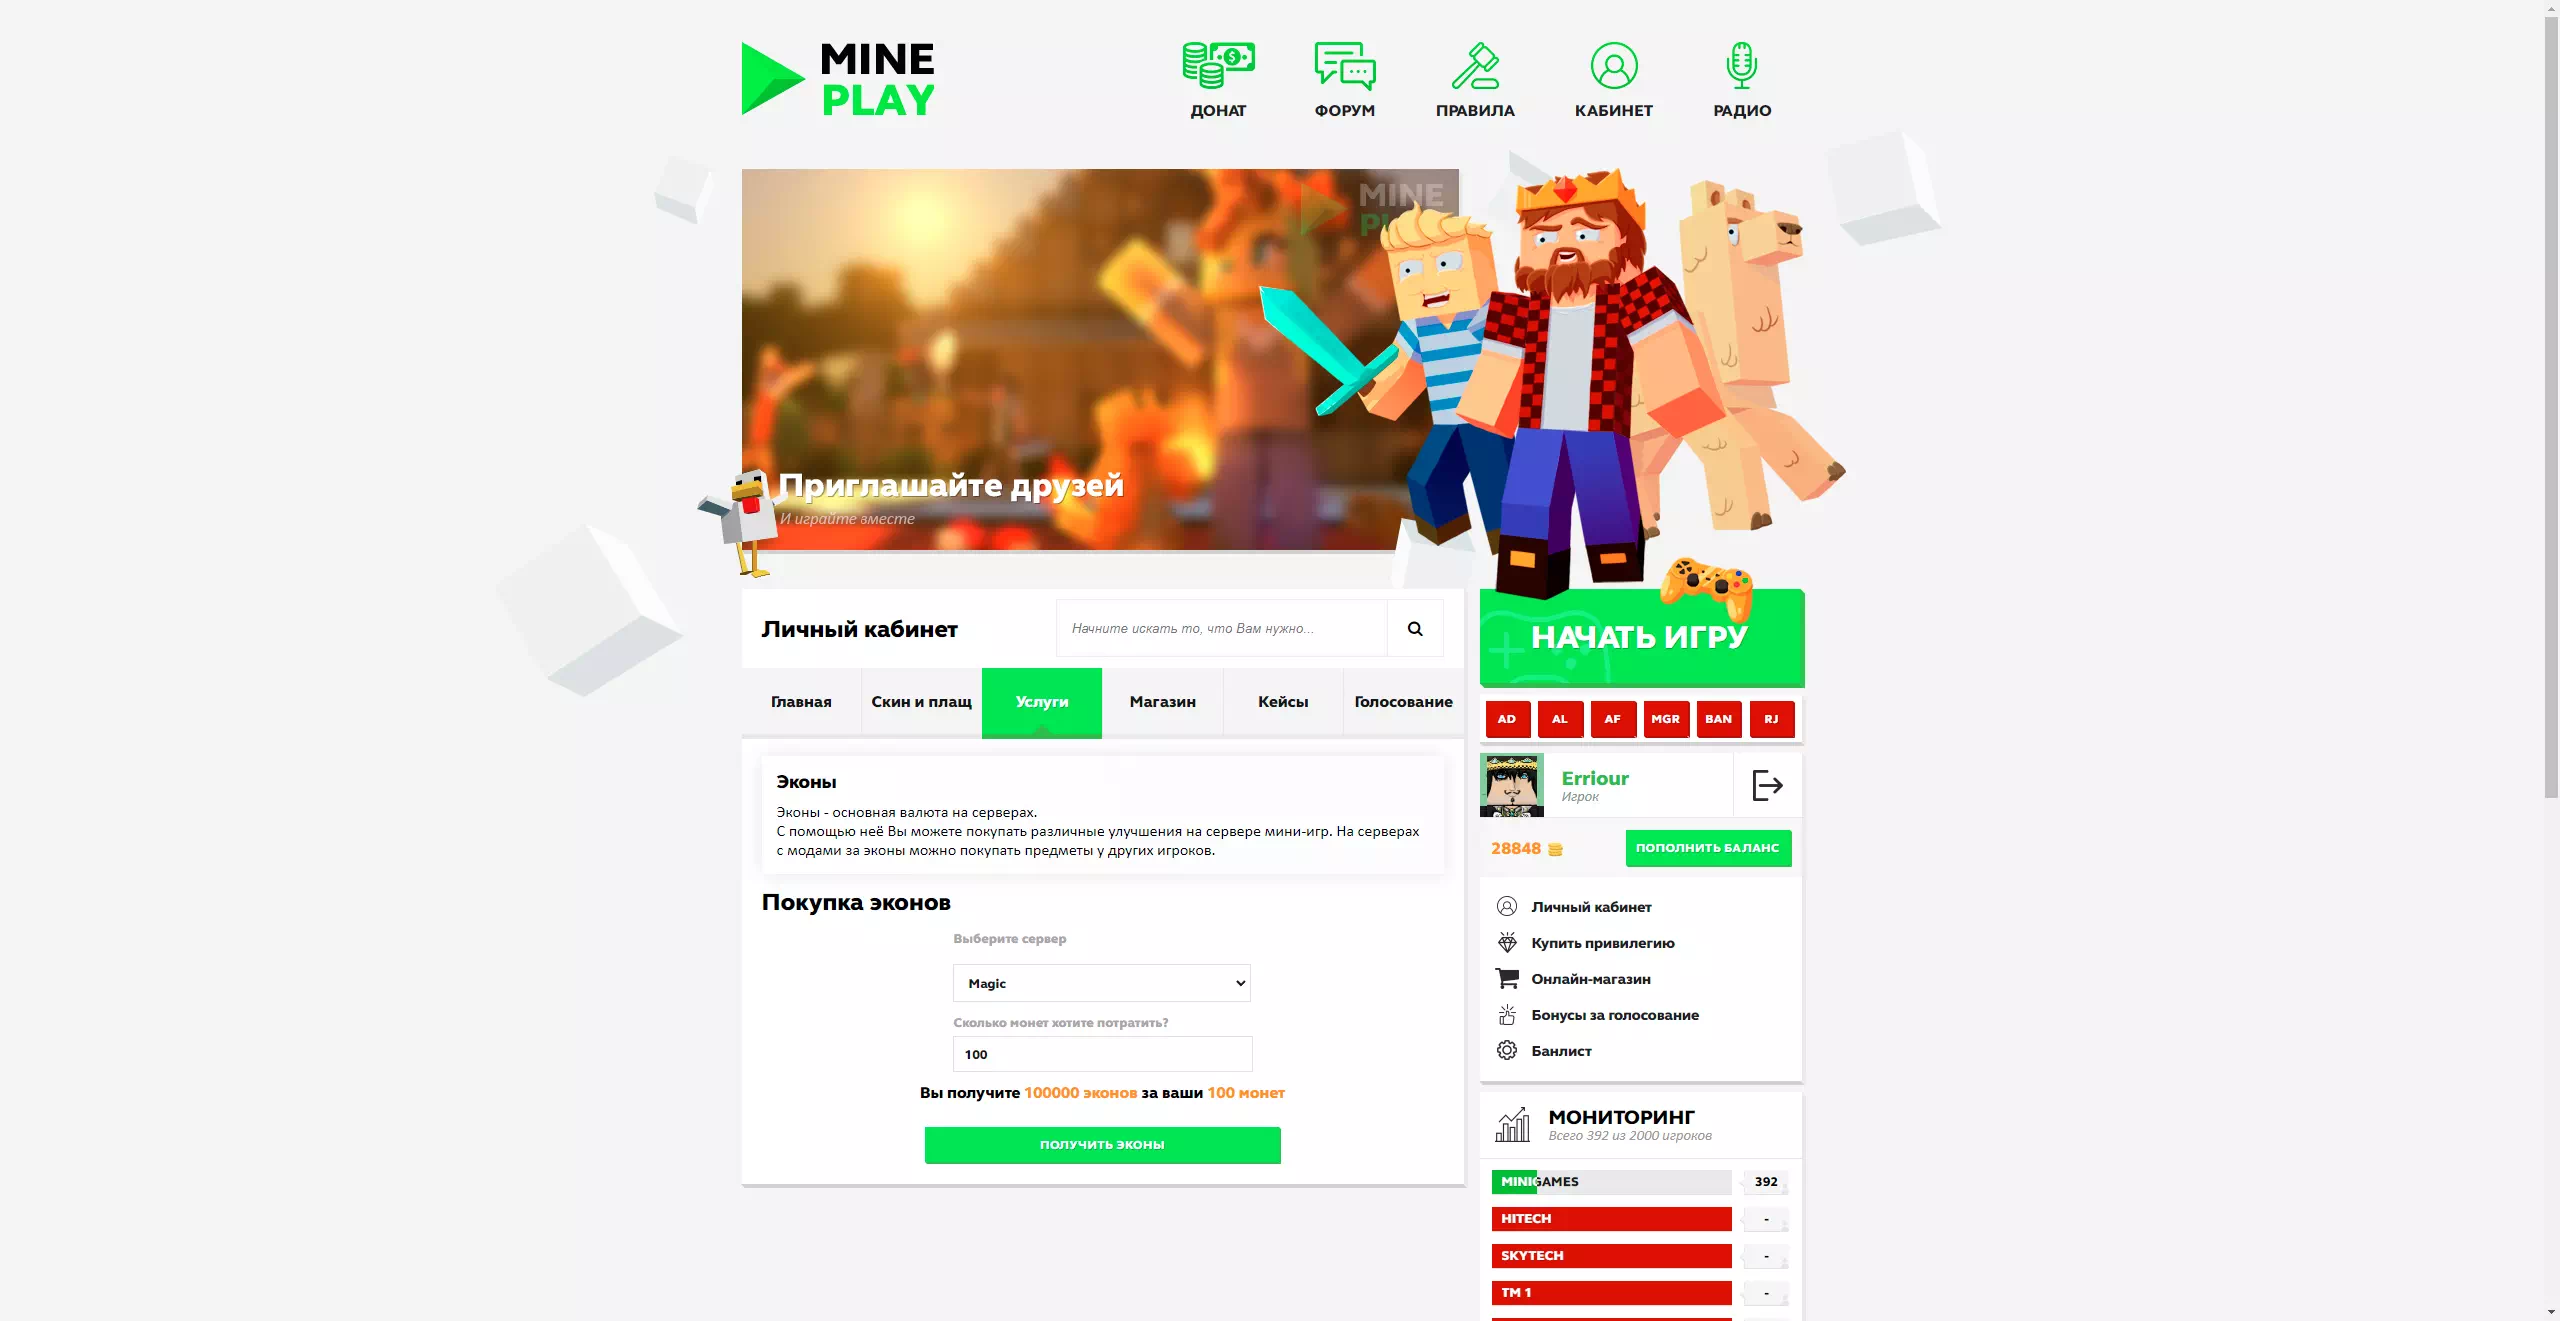 MINE
PLAY
ДОНАТ
ФОРУМ
ПРАВИЛА
КАБИНЕТ
РАДИО
MINE
Приглашайте друзей
И играйте вместе
Личный кабинет
Начните искать то, что Вам нужно...
Главная
Скин и плащ
Услуги
Магазин
Кейсы
Голосование
Эконы
Эконы - основная валюта на серверах.
С помощью неё Вы можете покупать различные улучшения на сервере мини-игр. На серверах
с модами за эконы можно покупать предметы у других игроков.
Покупка эконов
Выберите сервер
Magic
Сколько монет хотите потратить?
100
Вы получите 100000 эконов за ваши 100 монет
ПОЛУЧИТЬ ЭКОНЫ
НАЧАТЬ ИГРУ
AD
AL
AF
MGR
BAN
RJ
Erriour
Игрок
28848
ПОПОЛНИТЬ БАЛАНС
Личный кабинет
Купить привилегию
Онлайн-магазин
Бонусы за голосование
Банлист
МОНИТОРИНГ
Всего 392 из 2000 игроков
MINIGAMES
392
HITECH
-
SKYTECH
-
TM 1
-